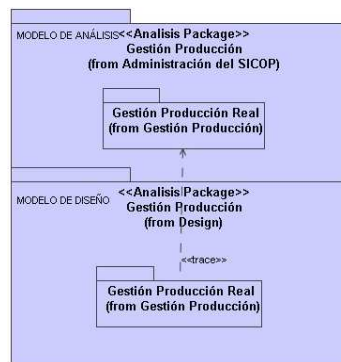 MODELO DE ANÁLISIS <<Analisis Package>>
Gestión Producción
(from Administración del SICOP)
Gestión Producción Real
(from Gestión Producción)
<<Analisis Package>>
MODELO DE DISEÑO Gestión Producción
(from Design)
<<trace>>
Gestión Producción Real
(from Gestión Producción)